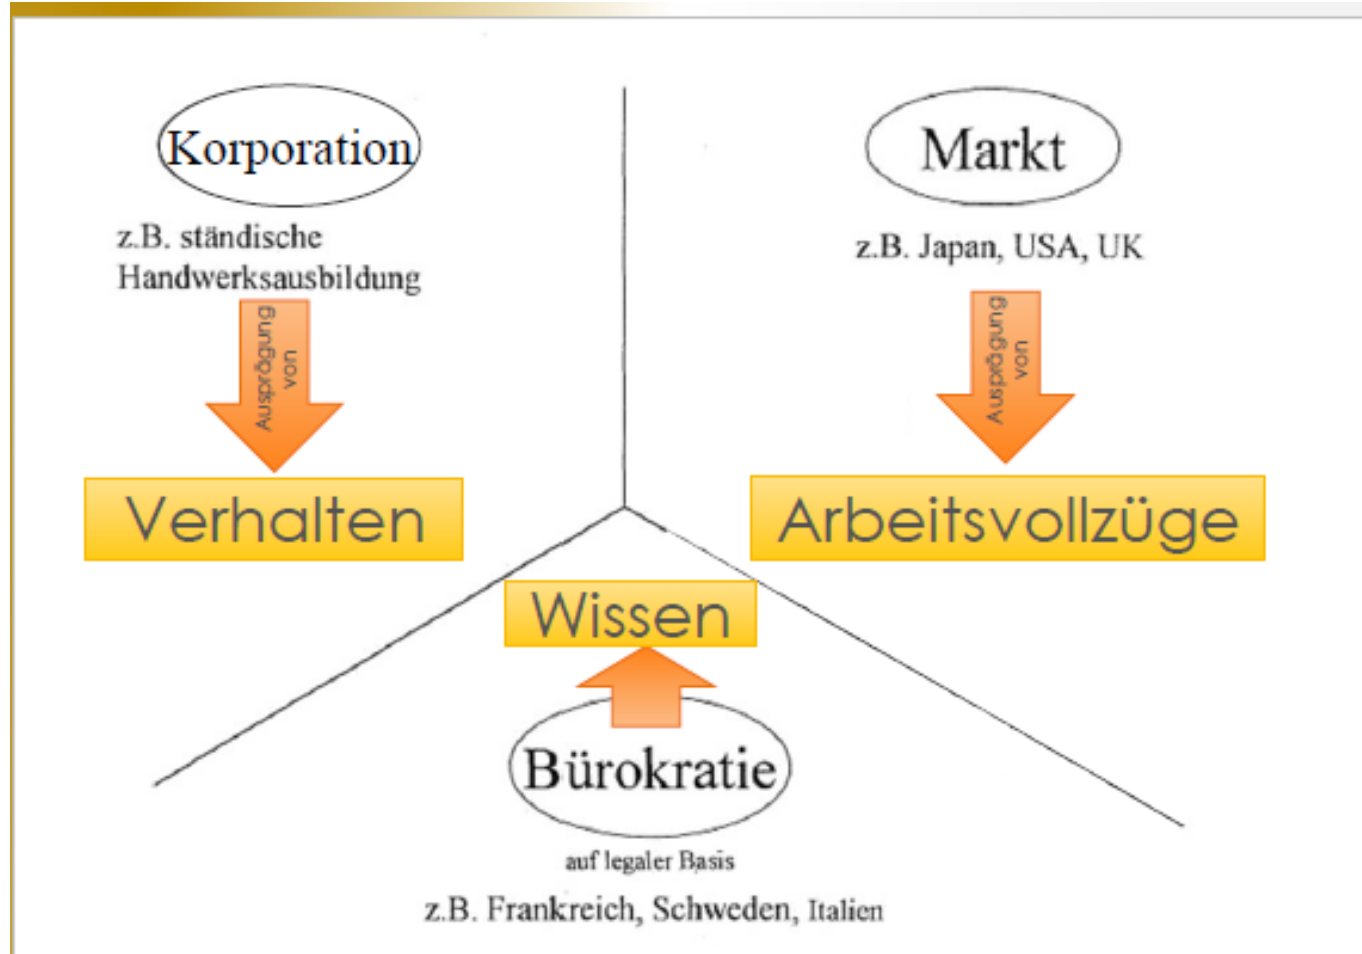 Korporation
z.B. ständische
Handwerksausbildung
Ausprägung
von
Verhalten
Markt
z.B. Japan, USA, UK
Ausprägung
von
Arbeitsvollzüge
Wissen
Bürokratie
auf legaler Basis
z.B. Frankreich, Schweden, Italien